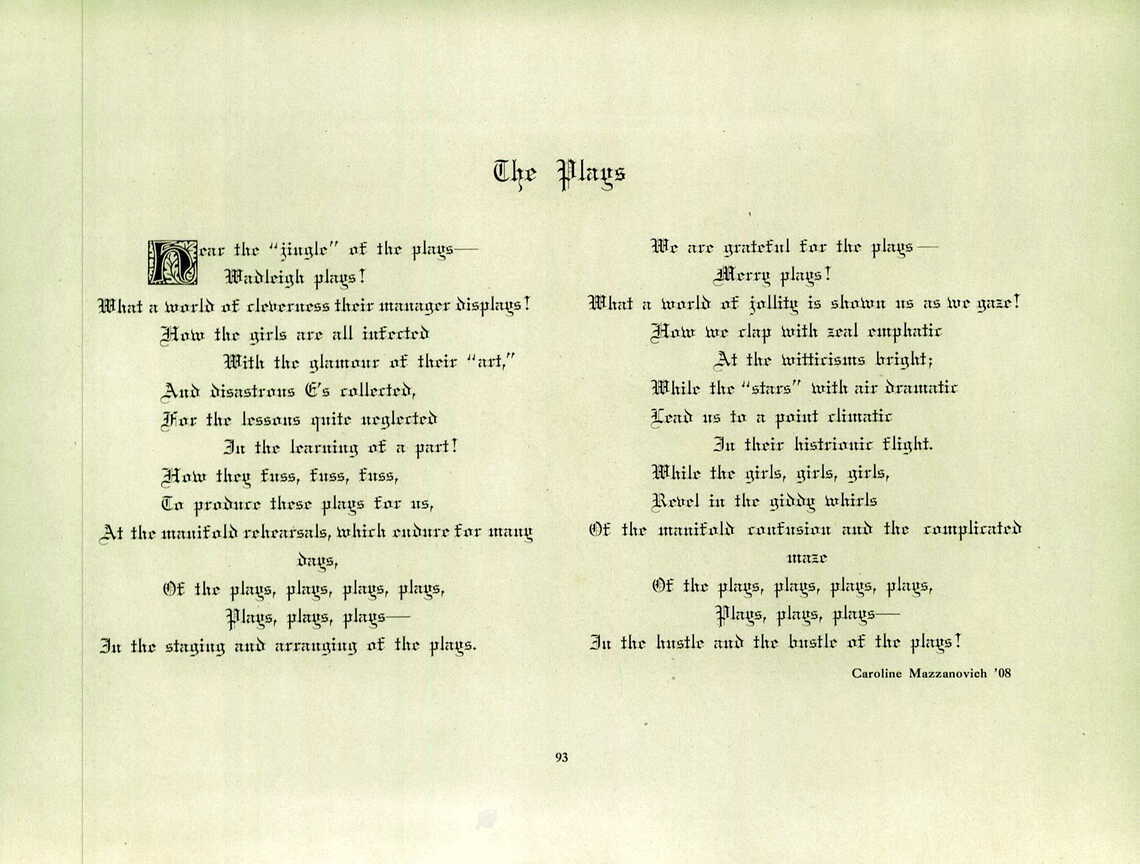 The Plays
Hear the "jingle" of the plays—
Wadleigh plays!
What a world of cleverness their manager displays!
How the girls are all infected
With the glamour of their "art,"
And disastrous E's collected,
For the lessons quite neglected
In the learning of a part!
How they fuss, fuss, fuss,
To produce these plays for us,
At the manifold rehearsals, which endure for many
days,
Of the plays, plays, plays, plays,
Plays, plays, plays—
In the staging and arranging of the plays.
We are grateful for the plays—
Merry plays!
What a world of jollity is shown us as we gaze!
How we clap with zeal emphatic
At the witticisms bright;
While the "stars" with air dramatic
Lead us to a point climatic
In their histrionic flight.
While the girls, girls, girls,
Revel in the giddy whirls
Of the manifold confusion and the complicated
maze
Of the plays, plays, plays, plays,
Plays, plays, plays—
In the hustle and the bustle of the plays!
Caroline Mazzanovich '08
93